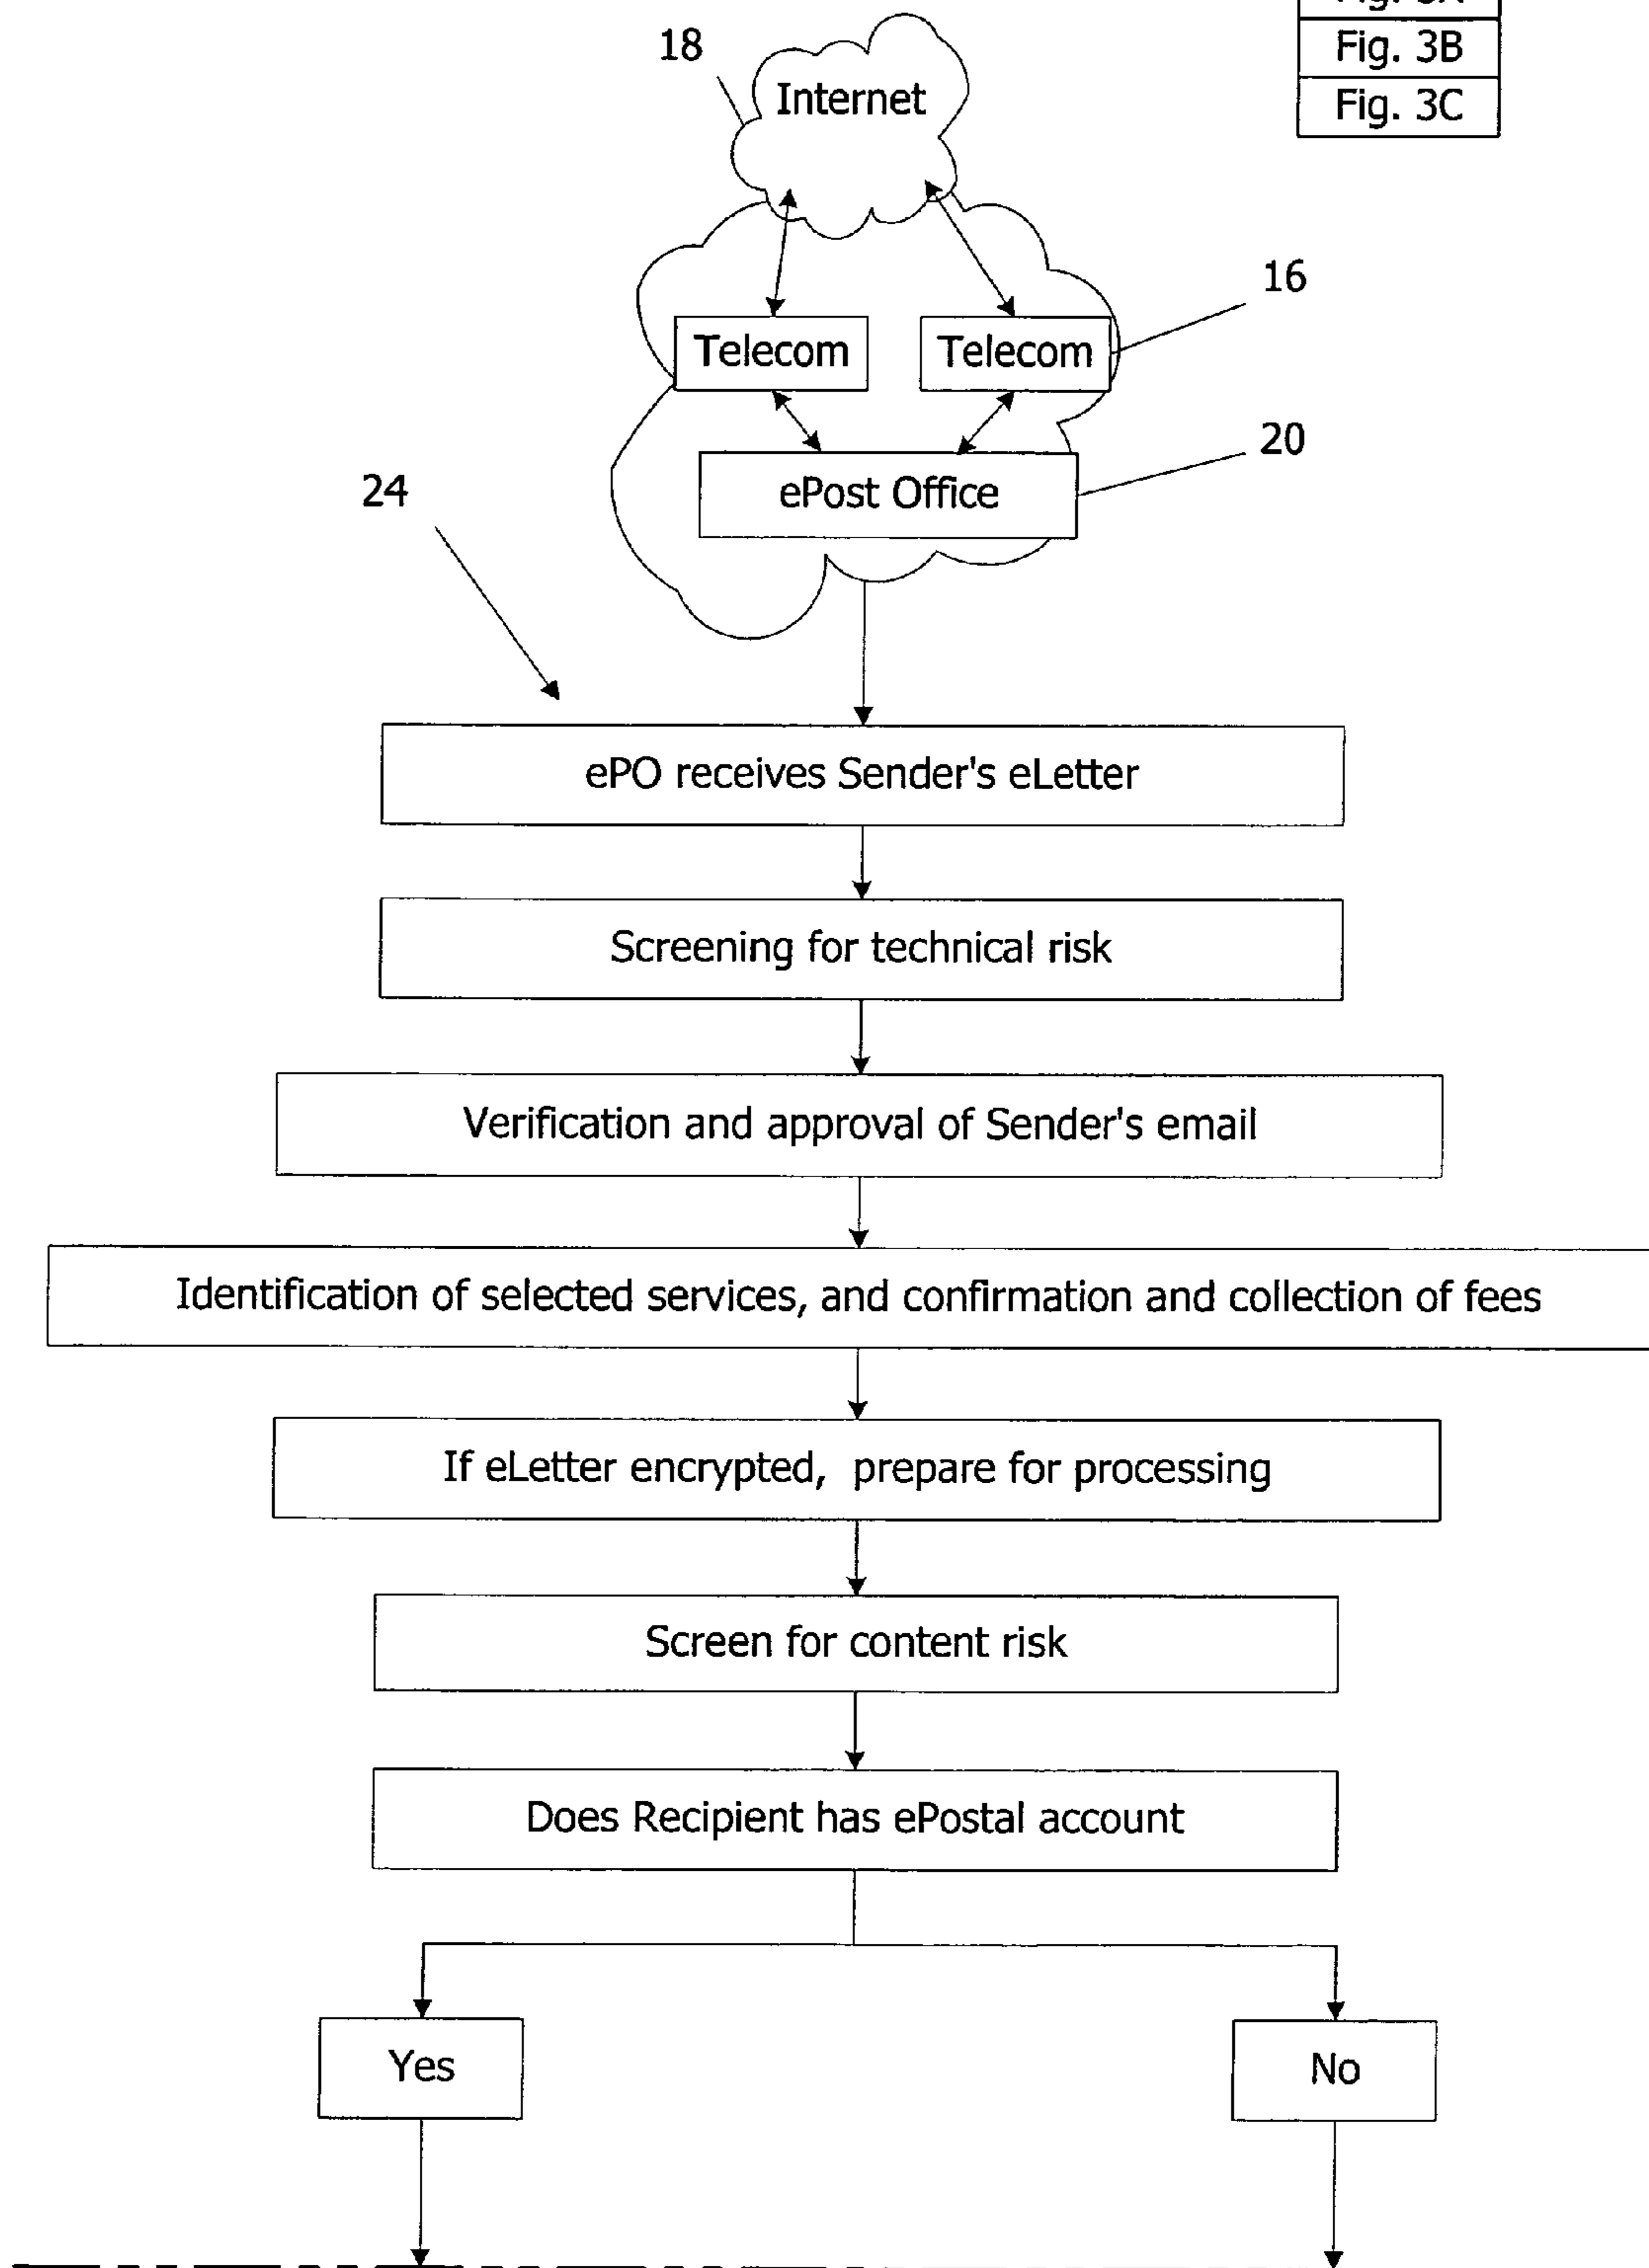 18
Internet
Fig. 3B
Fig. 3C
16
Telecom
Telecom
20
ePost Office
24
ePO receives Sender's eLetter
Screening for technical risk
Verification and approval of Sender's email
Identification of selected services, and confirmation and collection of fees
If eLetter encrypted, prepare for processing
Screen for content risk
Does Recipient has ePostal account
Yes
No